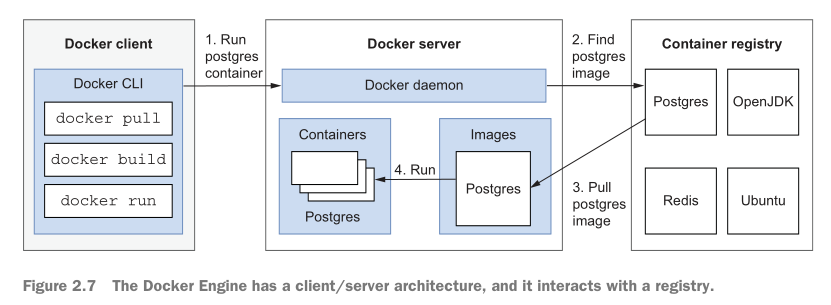 Docker client
Docker CLI
docker pull
docker build
docker run
1. Run
postgres
container
Docker server
Docker daemon
Containers
Postgres
4. Run
Images
Postgres
2. Find
postgres
image
3. Pull
postgres
image
Container registry
Postgres
OpenJDK
Redis
Ubuntu
Figure 2.7 The Docker Engine has a client/server architecture, and it interacts with a registry.